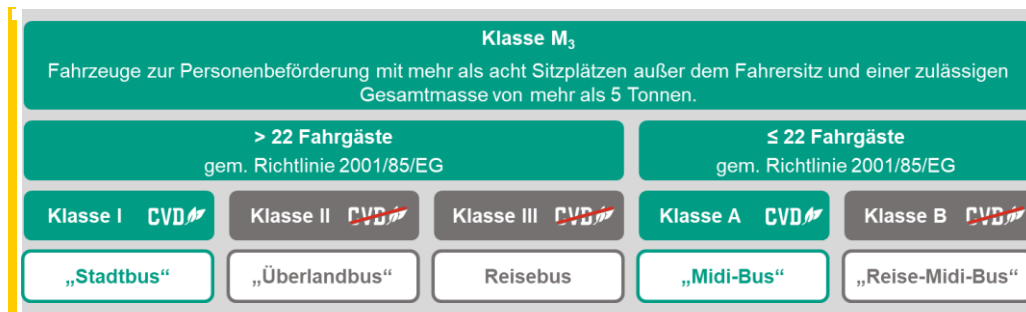 Klasse M₃
Fahrzeuge zur Personenbeförderung mit mehr als acht Sitzplätzen außer dem Fahrersitz und einer zulässigen
Gesamtmasse von mehr als 5 Tonnen.
> 22 Fahrgäste
gem. Richtlinie 2001/85/EG
≤ 22 Fahrgäste
gem. Richtlinie 2001/85/EG
Klasse I CVD
Klasse II CVD
Klasse III CVD
Klasse A CVD
Klasse B CVD
„Stadtbus“
„Überlandbus“
Reisebus
„Midi-Bus“
„Reise-Midi-Bus“